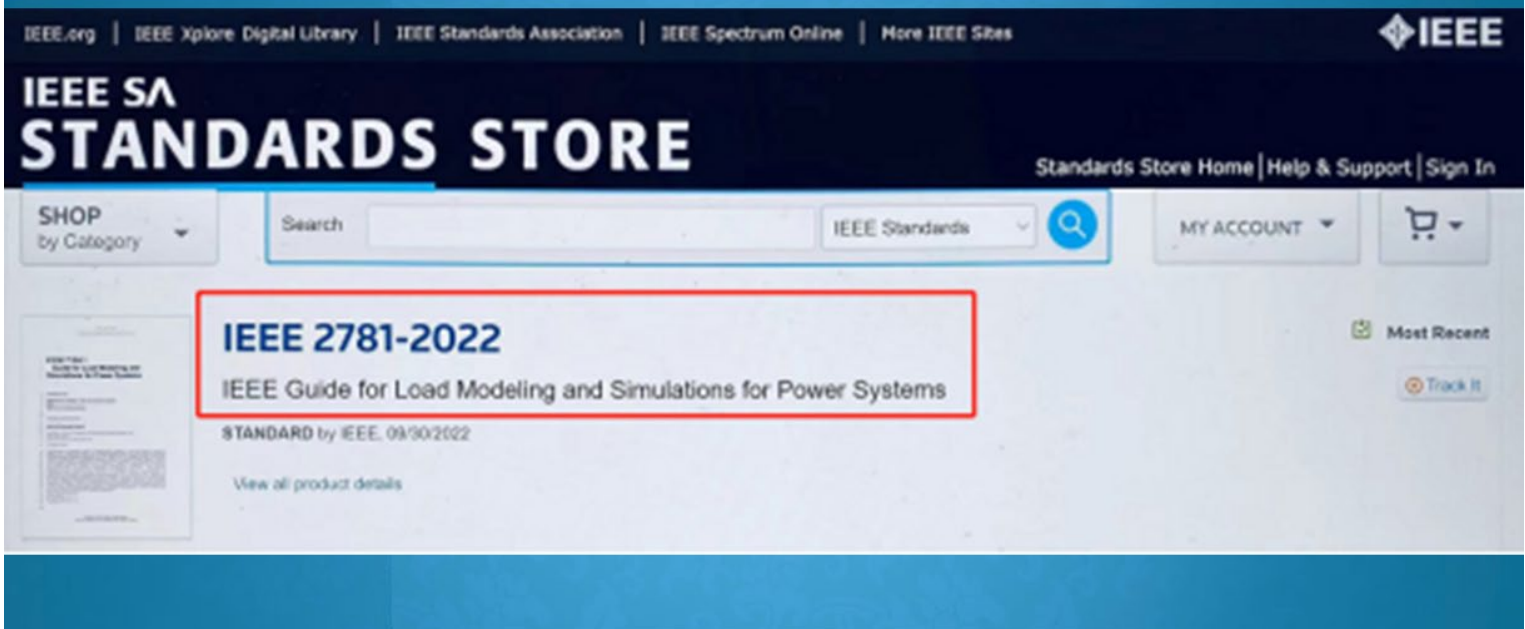 IEEE.org | IEEE Xplore Digital Library | IEEE Standards Association | IEEE Spectrum Online | More IEEE Sites
IEEE
IEEE SA
STANDARDS STORE
Standards Store Home | Help & Support | Sign In
SHOP
by Category
Search
IEEE Standards
MY ACCOUNT
IEEE 2781-2022
IEEE Guide for Load Modeling and Simulations for Power Systems
STANDARD by IEEE, 09/30/2022
View all product details
Most Recent
Track It